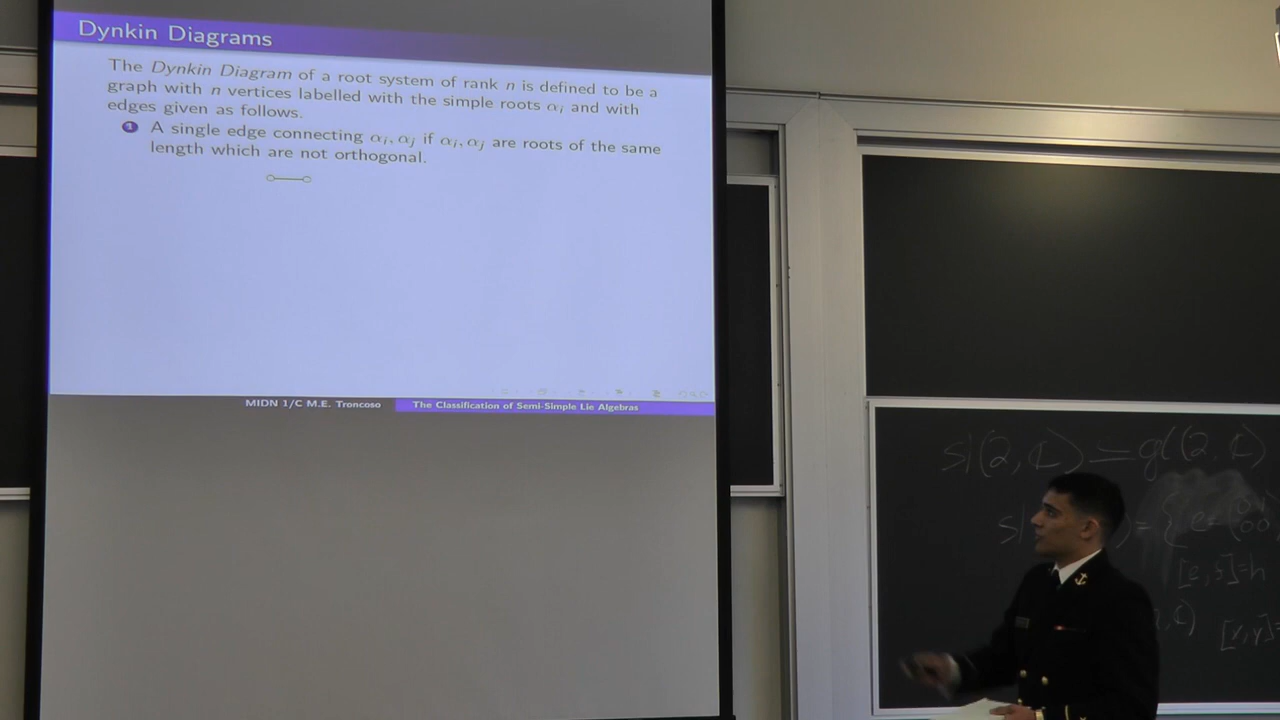 Dynkin Diagrams
The Dynkin Diagram of a root system of rank n is defined to be a
graph with n vertices labelled with the simple roots αᵢ and with
edges given as follows.
1 A single edge connecting αᵢ, αⱼ if αᵢ, αⱼ are roots of the same
length which are not orthogonal.
MIDN 1/C M.E. Troncoso The Classification of Semi-Simple Lie Algebras
sl(2,ℂ) = gl(2,ℂ)
= {e=(01
00
[e,f]=h
[x,y]=